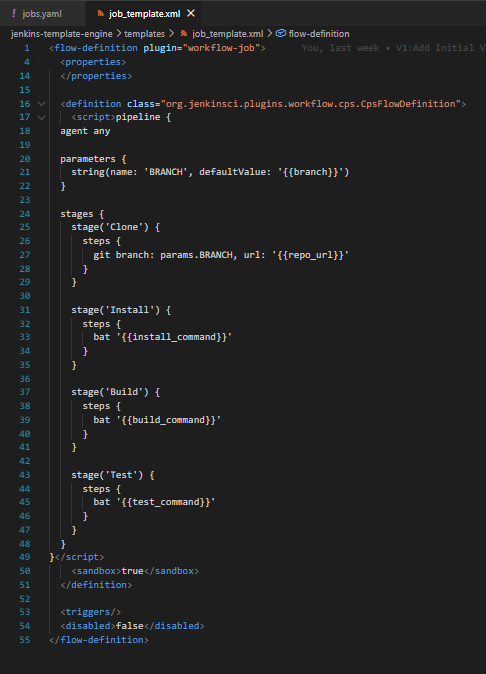 ! jobs.yaml
job_template.xml ×
jenkins-template-engine > templates > job_template.xml > flow-definition
1 <flow-definition plugin="workflow-job"> You, last week • V1:Add Initial V
4 <properties>
14 </properties>
15
16 <definition class="org.jenkinsci.plugins.workflow.cps.CpsFlowDefinition">
17 <script>pipeline {
18 agent any
19
20 parameters {
21 string(name: 'BRANCH', defaultValue: '{{branch}}')
22 }
23
24 stages {
25 stage('Clone') {
26 steps {
27 git branch: params.BRANCH, url: '{{repo_url}}'
28 }
29 }
30
31 stage('Install') {
32 steps {
33 bat '{{install_command}}'
34 }
35 }
36
37 stage('Build') {
38 steps {
39 bat '{{build_command}}'
40 }
41 }
42
43 stage('Test') {
44 steps {
45 bat '{{test_command}}'
46 }
47 }
48 }
49 }</script>
50 <sandbox>true</sandbox>
51 </definition>
52
53 <triggers/>
54 <disabled>false</disabled>
55 </flow-definition>